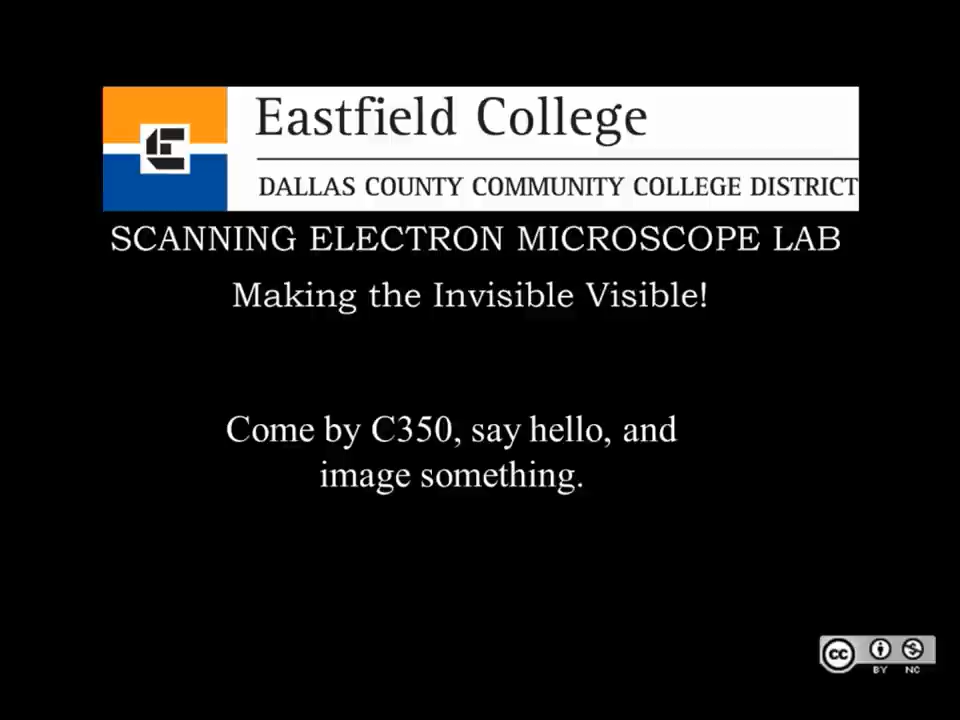 Eastfield College
DALLAS COUNTY COMMUNITY COLLEGE DISTRICT
SCANNING ELECTRON MICROSCOPE LAB
Making the Invisible Visible!
Come by C350, say hello, and
image something.
cc
BY NC